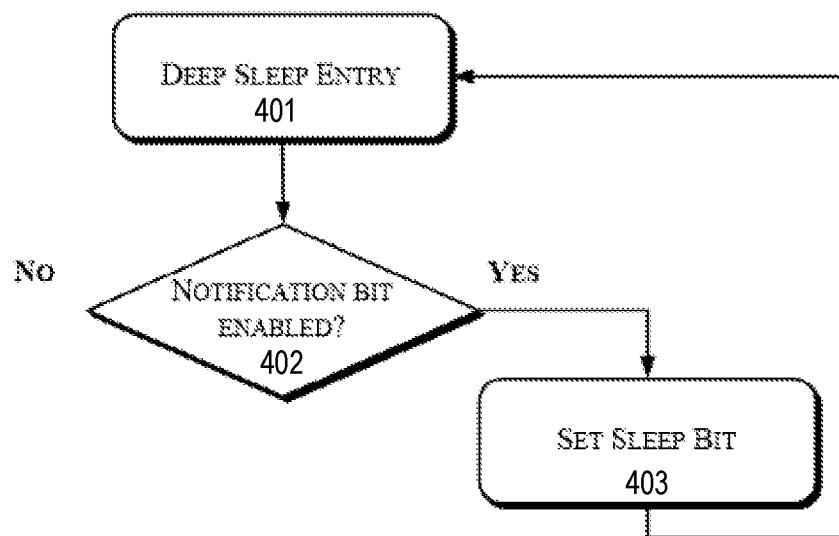 DEEP SLEEP ENTRY
401
NO
YES
NOTIFICATION BIT
ENABLED?
402
SET SLEEP BIT
403